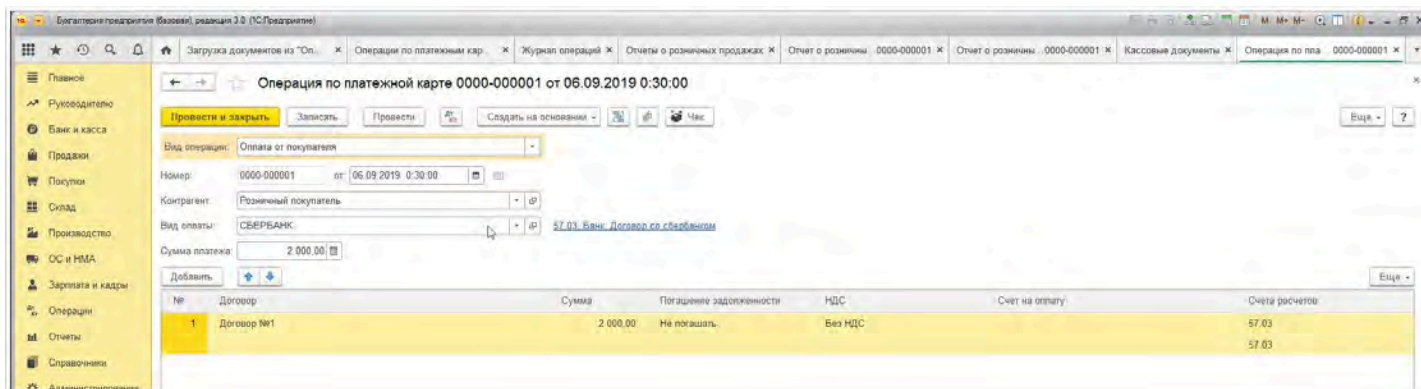 Бухгалтерия предприятия (базовая), редакция 3.0 (1С:Предприятие)
M M+ M-
Загрузка документов из "Оп... × Операции по платежным кар... × Журнал операций × Отчеты о розничных продажах × Отчет о розничны... 0000-000001 × Отчет о розничны... 0000-000001 × Кассовые документы × Операция по пла... 0000-000001 ×
Главное
Операция по платежной карте 0000-000001 от 06.09.2019 0:30:00
Руководителю
Провести и закрыть Записать Провести Создать на основании Чек Еще ?
Банк и касса
Вид операции: Оплата от покупателя
Продажи
Номер: 0000-000001 от: 06.09.2019 0:30:00
Покупки
Контрагент: Розничный покупатель
Склад
Вид оплаты: СБЕРБАНК 57.03, Банк, Договор со сбербанком
Производство
Сумма платежа: 2 000,00
ОС и НМА
Добавить Еще
Зарплата и кадры
№ Договор Сумма Погашение задолженности НДС Счет на оплату Счета расчетов
Операции
1 Договор №1 2 000,00 Не погашать Без НДС 57.03
Отчеты
57.03
Справочники
Администрирование